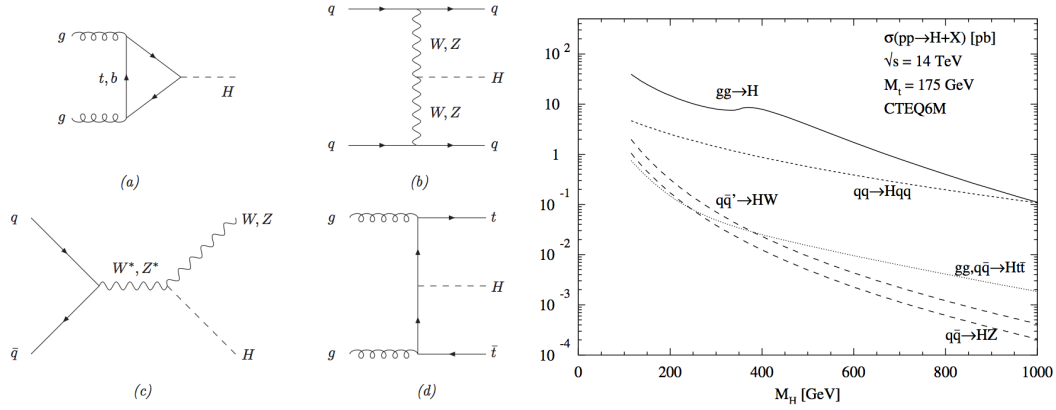 g
t, b
g
H
(a)
q
q
W, Z
H
W, Z
q
q
(b)
q
W, Z
W*, Z*
q̄
H
(c)
g
t
H
g
t̄
(d)
σ(pp→H+X) [pb]
√s = 14 TeV
M_t = 175 GeV
CTEQ6M
gg→H
qq→Hqq
qq̄'→HW
gg,qq̄→Htt̄
qq̄→HZ
10^2
10
1
10^-1
10^-2
10^-3
10^-4
0 200 400 600 800 1000
M_H [GeV]